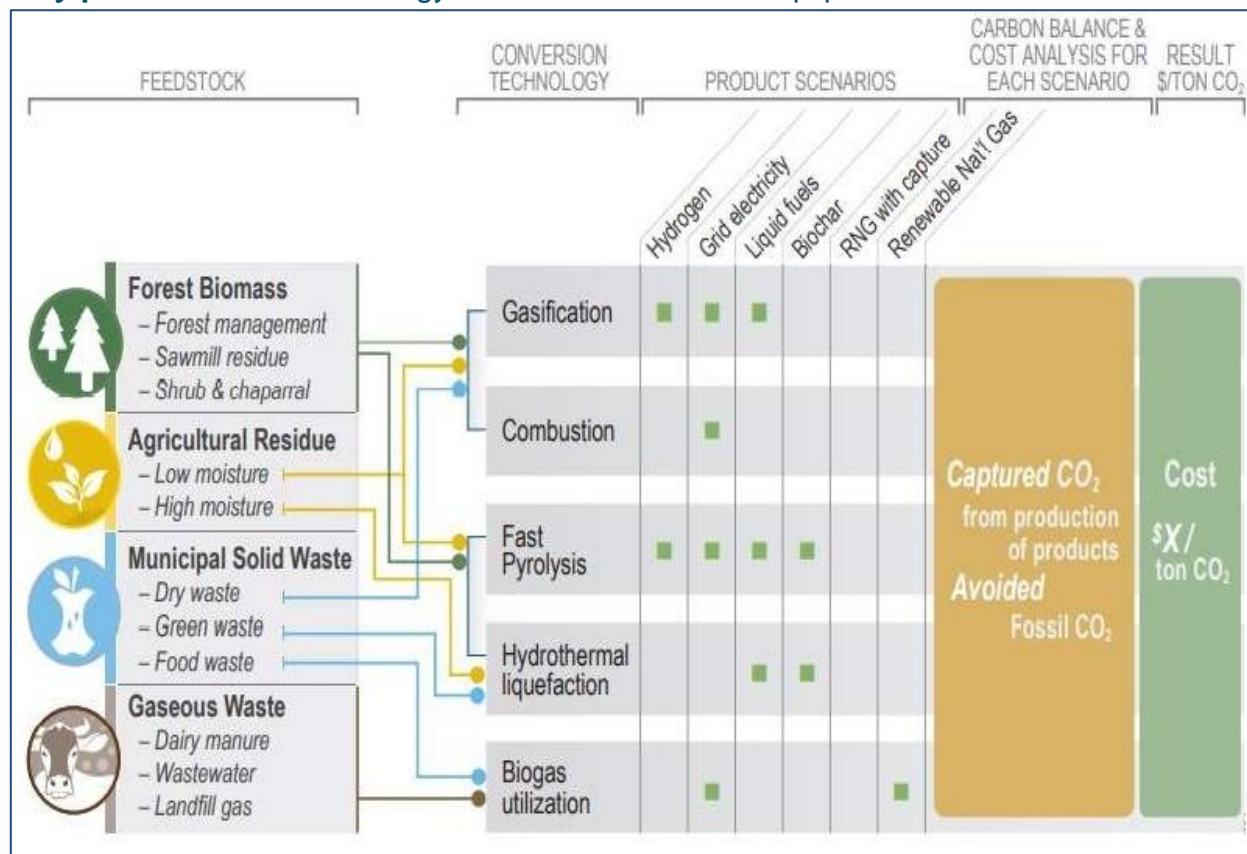 FEEDSTOCK
CONVERSION
TECHNOLOGY
PRODUCT SCENARIOS
CARBON BALANCE &
COST ANALYSIS FOR
EACH SCENARIO
RESULT
$/TON CO₂
Hydrogen
Grid electricity
Liquid fuels
Biochar
RNG with capture
Renewable Nat'l Gas
Forest Biomass
– Forest management
– Sawmill residue
– Shrub & chaparral
Agricultural Residue
– Low moisture
– High moisture
Municipal Solid Waste
– Dry waste
– Green waste
– Food waste
Gaseous Waste
– Dairy manure
– Wastewater
– Landfill gas
Gasification
Combustion
Fast
Pyrolysis
Hydrothermal
liquefaction
Biogas
utilization
Captured CO₂
from production
of products
Avoided
Fossil CO₂
Cost
$X/
ton CO₂